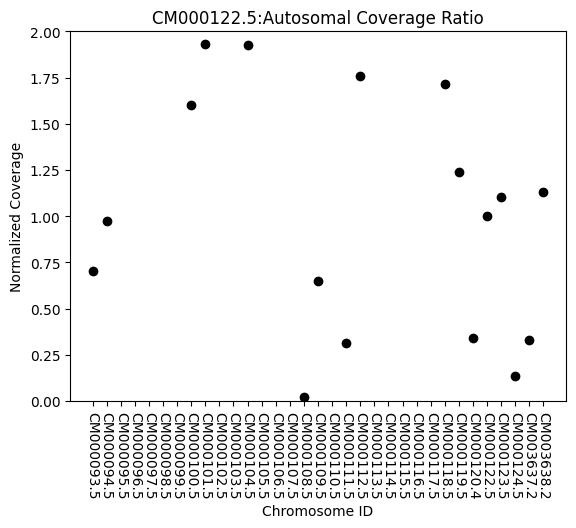 CM000122.5:Autosomal Coverage Ratio
2.00
1.75
1.50
1.25
1.00
0.75
0.50
0.25
0.00
Normalized Coverage
CM000093.5
CM000094.5
CM000095.5
CM000096.5
CM000097.5
CM000098.5
CM000099.5
CM000100.5
CM000101.5
CM000102.5
CM000103.5
CM000104.5
CM000105.5
CM000106.5
CM000107.5
CM000108.5
CM000109.5
CM000110.5
CM000111.5
CM000112.5
CM000113.5
CM000114.5
CM000115.5
CM000116.5
CM000117.5
CM000118.5
CM000119.5
CM000120.4
CM000122.5
CM000123.5
CM000124.5
CM003637.2
CM003638.2
Chromosome ID